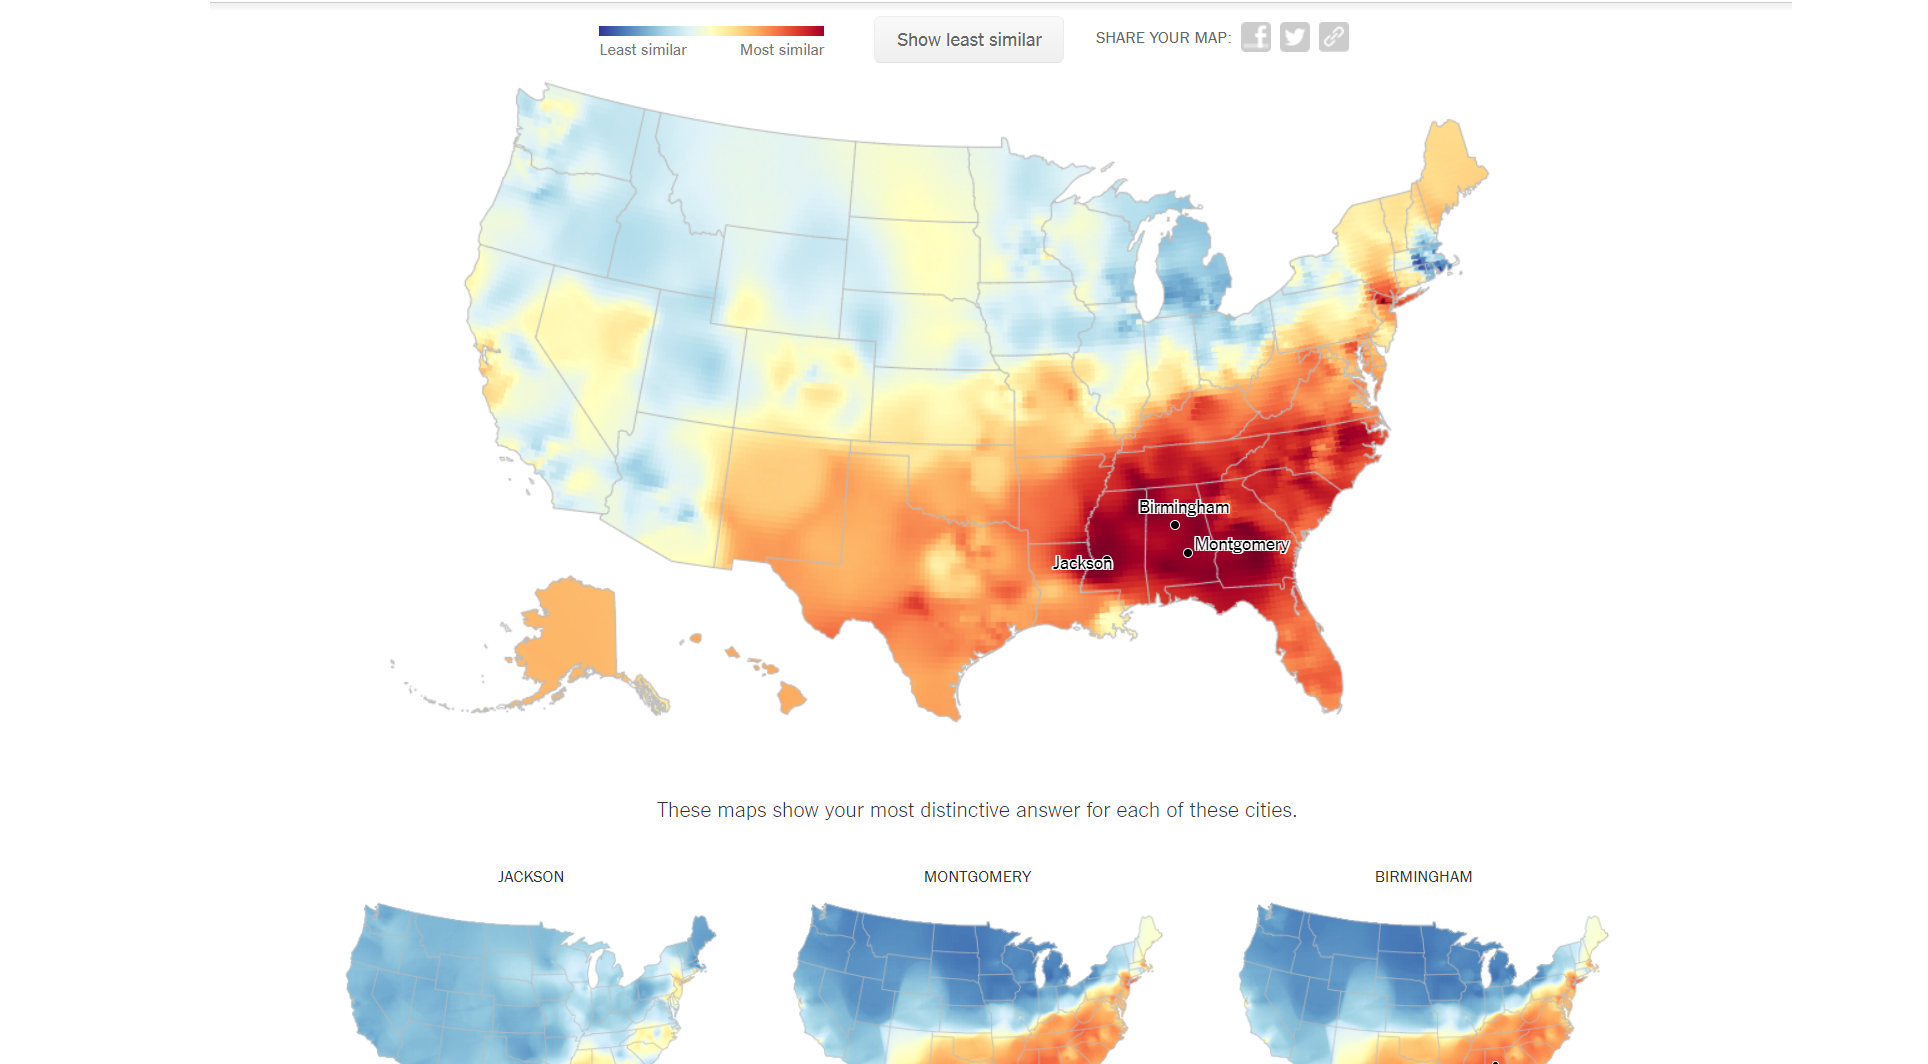 Least similar
Most similar
Show least similar
SHARE YOUR MAP:
Birmingham
Montgomery
Jackson
These maps show your most distinctive answer for each of these cities.
JACKSON
MONTGOMERY
BIRMINGHAM